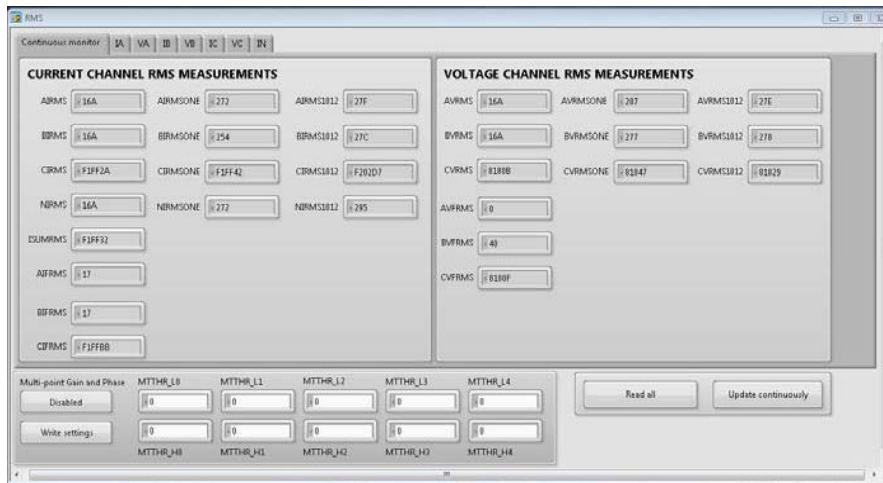 RMS
Continuous monitor IA VA IB VB IC VC IN
CURRENT CHANNEL RMS MEASUREMENTS
AIRMS 16A AIRMSONE 272 AIRMS1012 27F
BIRMS 16A BIRMSONE 254 BIRMS1012 27C
CIRMS F1FF2A CIRMSONE F1FF42 CIRMS1012 F202D7
NIRMS 16A NIRMSONE 272 NIRMS1012 295
ISUMRMS F1FF32
AIFRMS 17
BIFRMS 17
CIFRMS F1FFBB
VOLTAGE CHANNEL RMS MEASUREMENTS
AVRMS 16A AVRMSONE 287 AVRMS1012 27E
BVRMS 16A BVRMSONE 277 BVRMS1012 278
CVRMS 8180B CVRMSONE 81847 CVRMS1012 81829
AVFRMS 0
BVFRMS 40
CVFRMS 8180F
Multi-point Gain and Phase MTTHR_L0 MTTHR_L1 MTTHR_L2 MTTHR_L3 MTTHR_L4
Disabled 0 0 0 0 0
Write settings 0 0 0 0 0
MTTHR_H0 MTTHR_H1 MTTHR_H2 MTTHR_H3 MTTHR_H4
Read all Update continuously